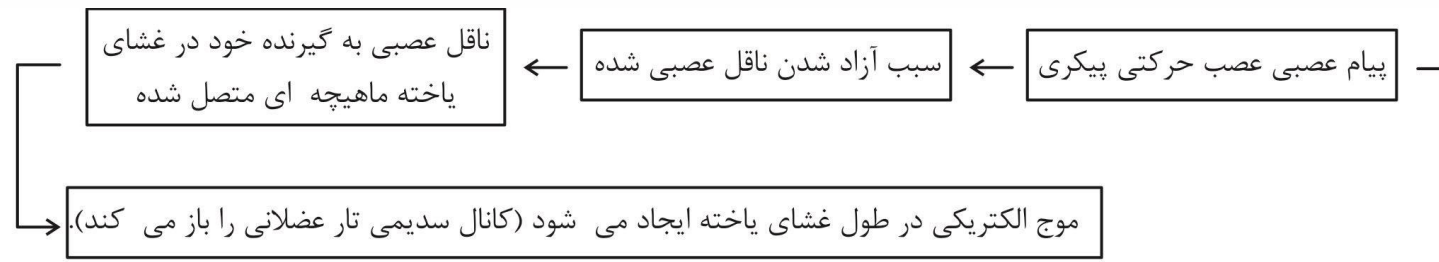 پیام عصبی عصب حرکتی پیکری
سبب آزاد شدن ناقل عصبی شده
ناقل عصبی به گیرنده خود در غشای
یاخته ماهیچه ای متصل شده
موج الکتریکی در طول غشای یاخته ایجاد می شود (کانال سدیمی تار عضلانی را باز می کند).